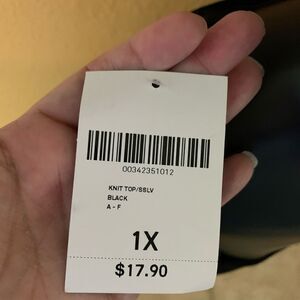 00342351012
KNIT TOP/SSLV
BLACK
A - F
1X
$17.90